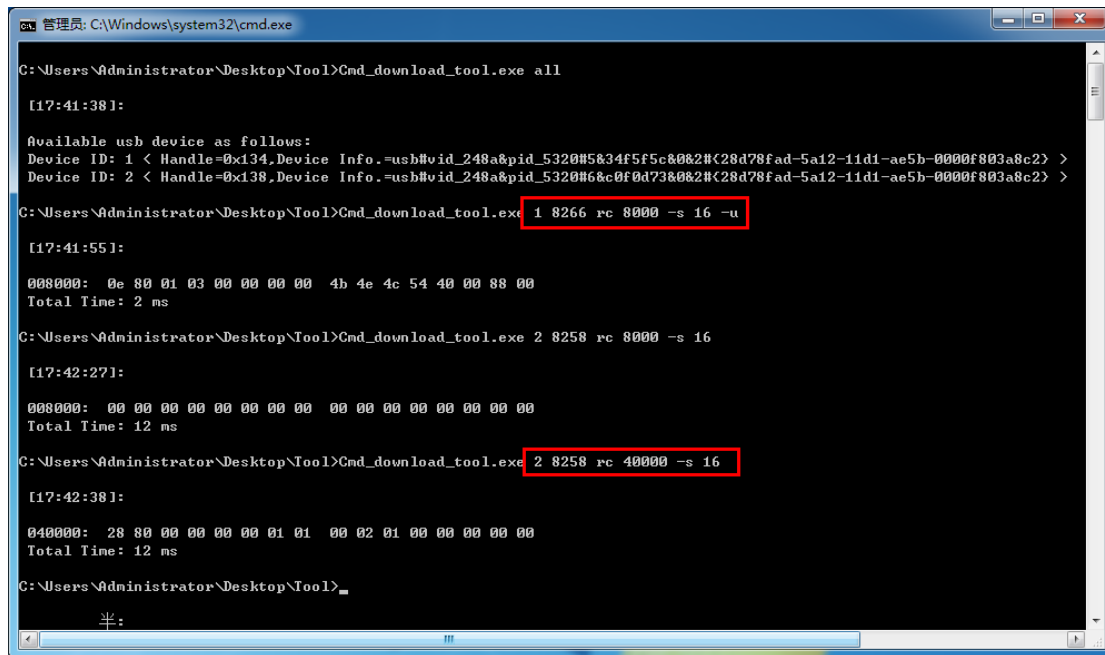 管理员: C:\Windows\system32\cmd.exe
C:\Users\Administrator\Desktop\Tool>Cmd_download_tool.exe all
[17:41:38]:
Available usb device as follows:
Device ID: 1 < Handle=0x134,Device Info.=usb#vid_248a&pid_5320#5&34f5f5c&0&2#{28d78fad-5a12-11d1-ae5b-0000f803a8c2} >
Device ID: 2 < Handle=0x138,Device Info.=usb#vid_248a&pid_5320#6&c0f0d73&0&2#{28d78fad-5a12-11d1-ae5b-0000f803a8c2} >
C:\Users\Administrator\Desktop\Tool>Cmd_download_tool.exe 1 8266 rc 8000 -s 16 -u
[17:41:55]:
008000:  0e 80 01 03 00 00 00 00  4b 4e 4c 54 40 00 88 00
Total Time: 2 ms
C:\Users\Administrator\Desktop\Tool>Cmd_download_tool.exe 2 8258 rc 8000 -s 16
[17:42:27]:
008000:  00 00 00 00 00 00 00 00  00 00 00 00 00 00 00 00
Total Time: 12 ms
C:\Users\Administrator\Desktop\Tool>Cmd_download_tool.exe 2 8258 rc 40000 -s 16
[17:42:38]:
040000:  28 80 00 00 00 00 01 01  00 02 01 00 00 00 00 00
Total Time: 12 ms
C:\Users\Administrator\Desktop\Tool>_
半: